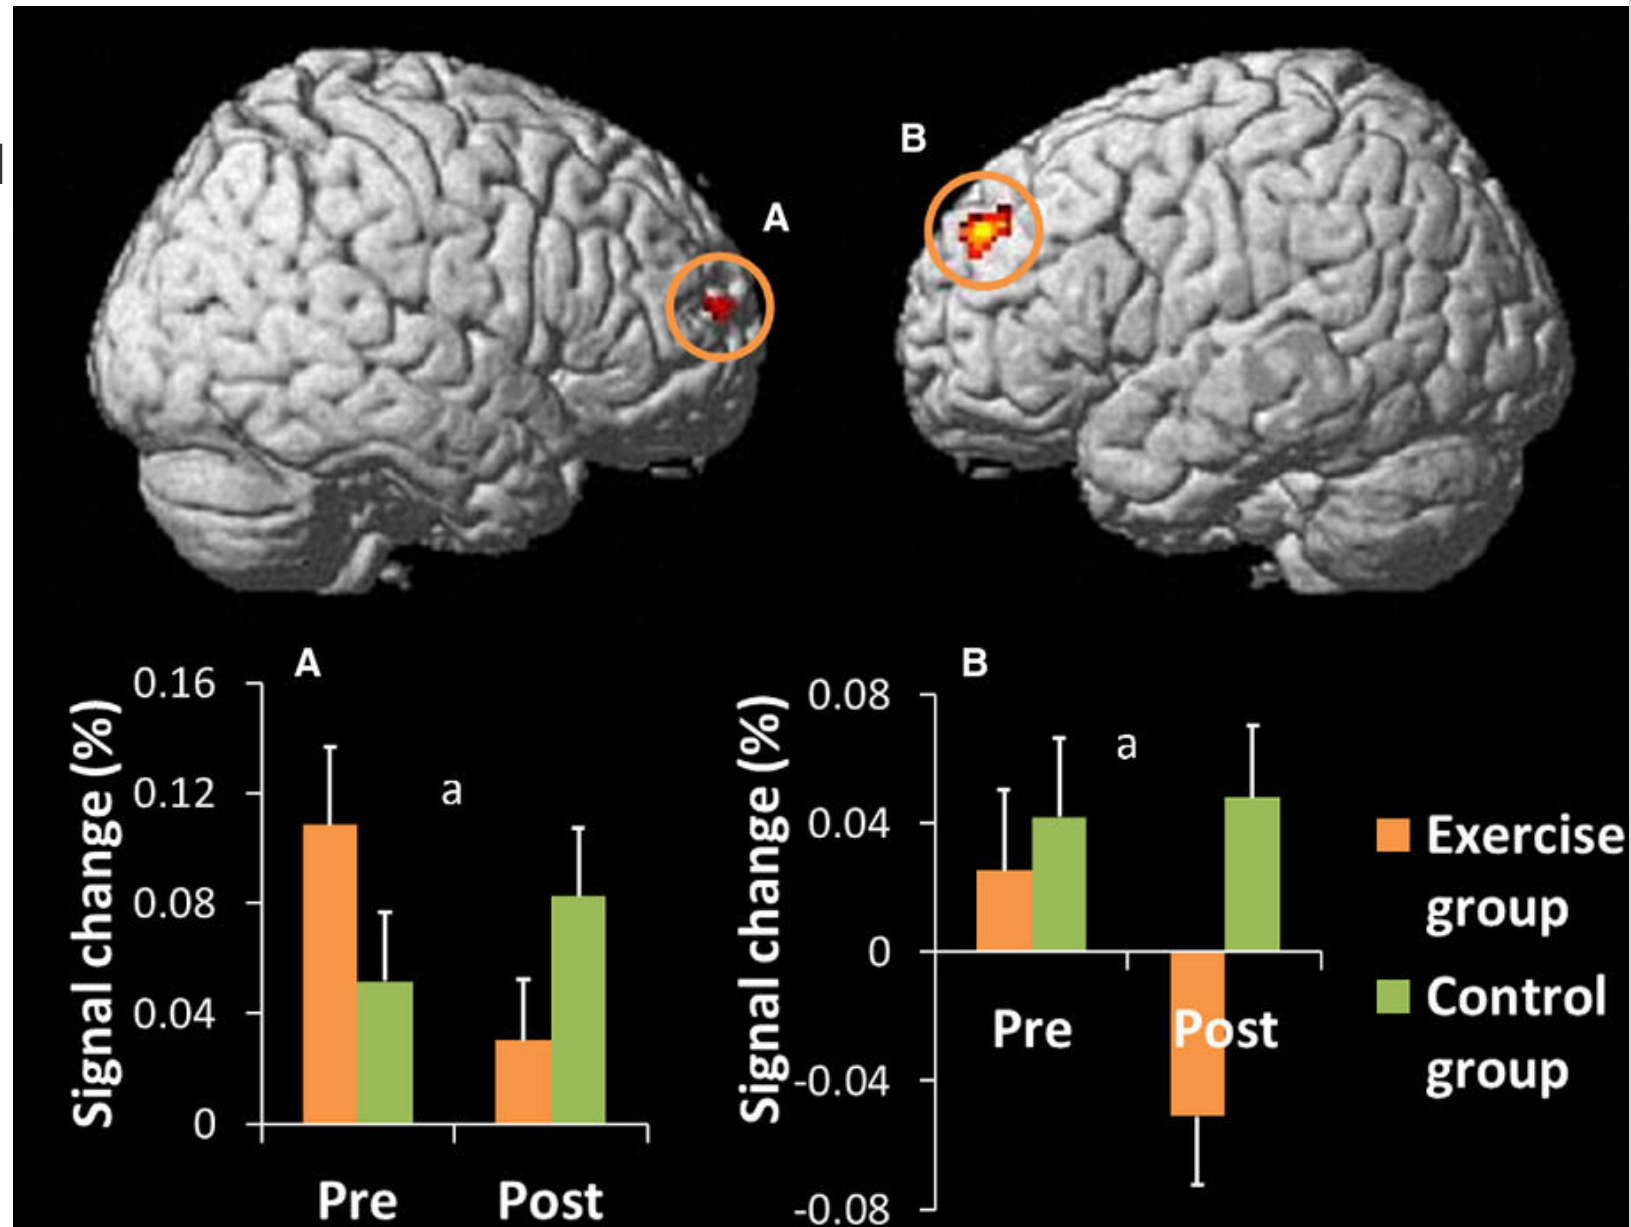 B
A
A
Signal change (%)
0.16
0.12
0.08
0.04
0
a
Pre
Post
B
Signal change (%)
0.08
0.04
0
-0.04
-0.08
a
Pre
Post
Exercise
group
Control
group